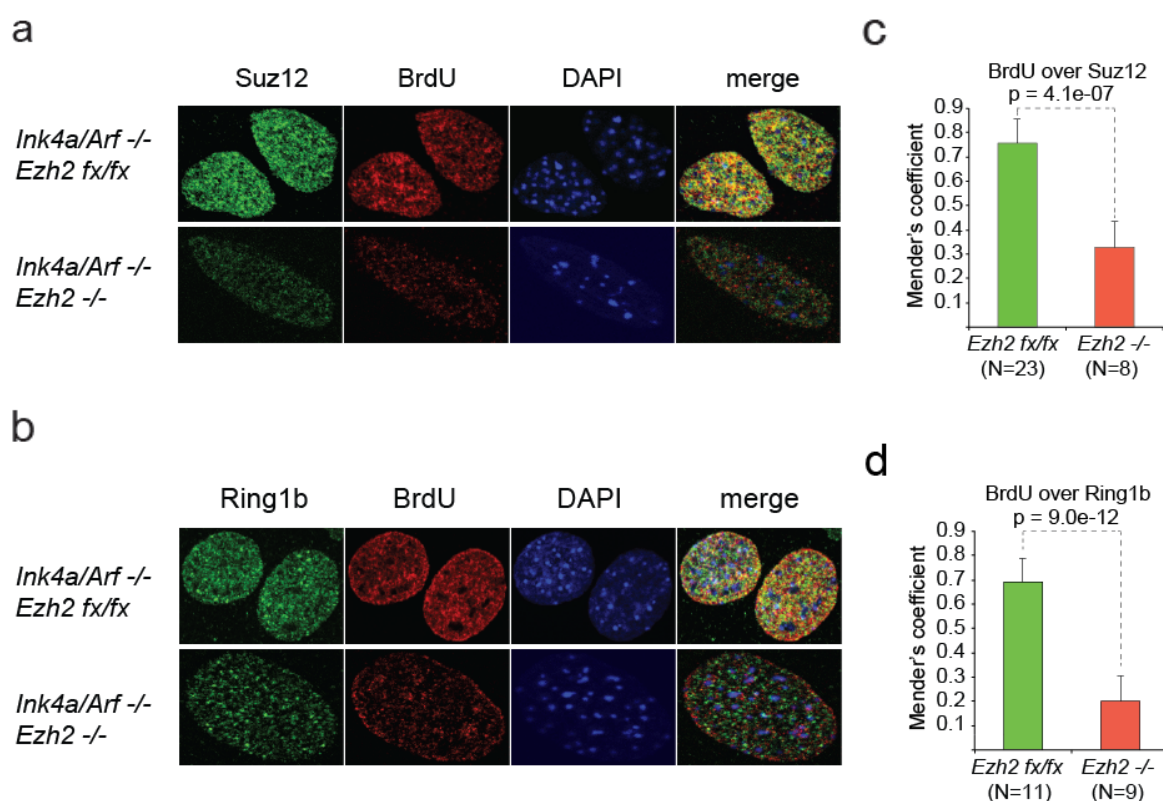 a
Suz12 BrdU DAPI merge
Ink4a/Arf -/-
Ezh2 fx/fx
Ink4a/Arf -/-
Ezh2 -/-
c
BrdU over Suz12
p = 4.1e-07
Mender's coefficient
0.9
0.8
0.7
0.6
0.5
0.4
0.3
0.2
0.1
Ezh2 fx/fx Ezh2 -/-
(N=23) (N=8)
b
Ring1b BrdU DAPI merge
Ink4a/Arf -/-
Ezh2 fx/fx
Ink4a/Arf -/-
Ezh2 -/-
d
BrdU over Ring1b
p = 9.0e-12
Mender's coefficient
0.9
0.8
0.7
0.6
0.5
0.4
0.3
0.2
0.1
Ezh2 fx/fx Ezh2 -/-
(N=11) (N=9)